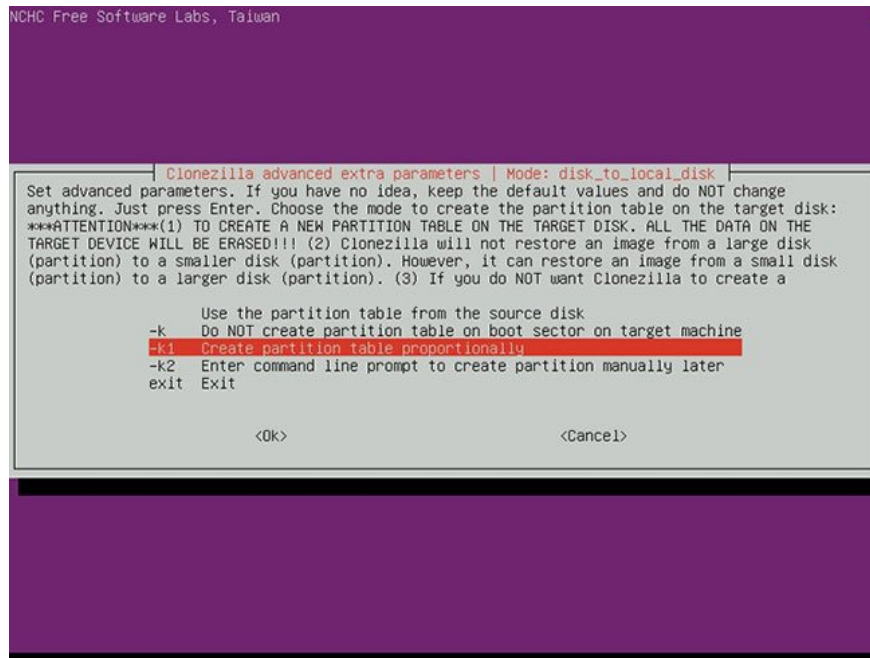 NCHC Free Software Labs, Taiwan
Clonezilla advanced extra parameters | Mode: disk_to_local_disk
Set advanced parameters. If you have no idea, keep the default values and do NOT change
anything. Just press Enter. Choose the mode to create the partition table on the target disk:
***ATTENTION***(1) TO CREATE A NEW PARTITION TABLE ON THE TARGET DISK. ALL THE DATA ON THE
TARGET DEVICE WILL BE ERASED!!! (2) Clonezilla will not restore an image from a large disk
(partition) to a smaller disk (partition). However, it can restore an image from a small disk
(partition) to a larger disk (partition). (3) If you do NOT want Clonezilla to create a
Use the partition table from the source disk
-k Do NOT create partition table on boot sector on target machine
-k1 Create partition table proportionally
-k2 Enter command line prompt to create partition manually later
exit Exit
<Ok> <Cancel>